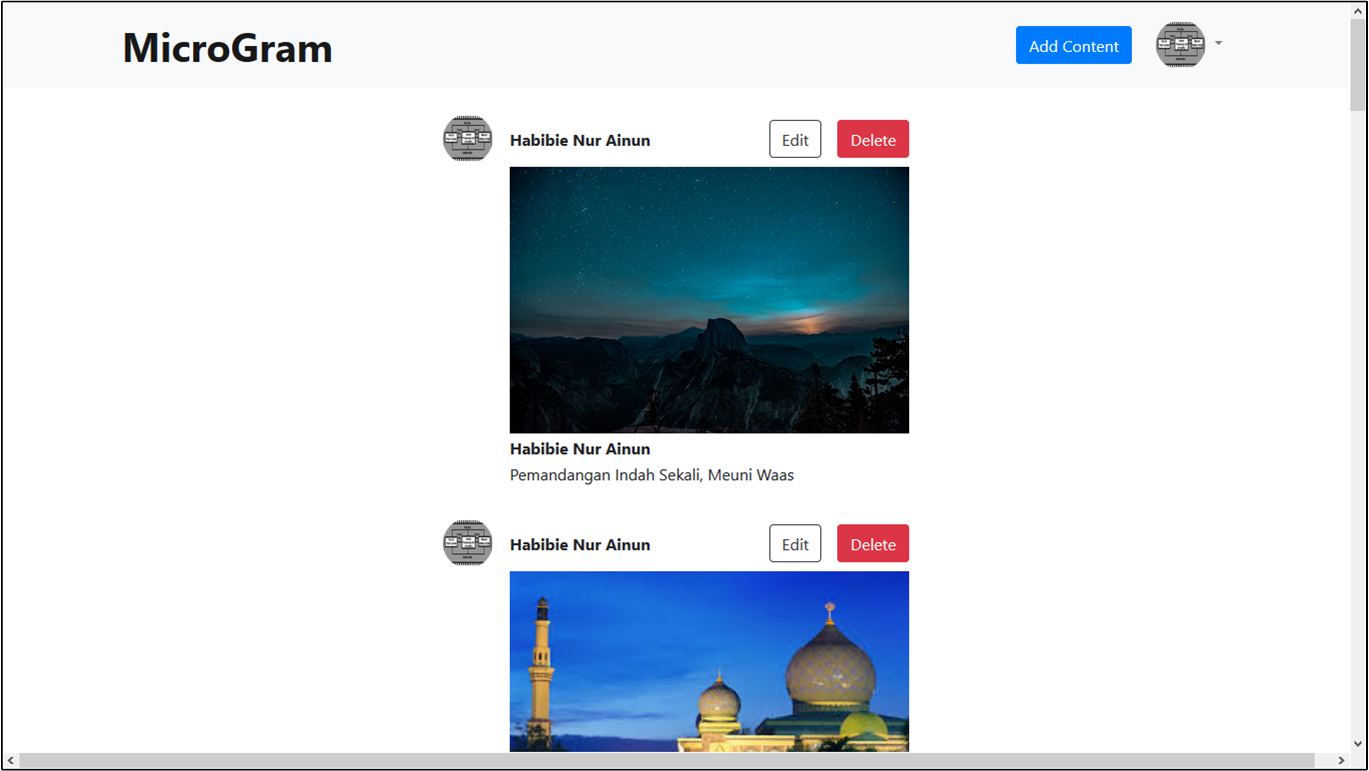 MicroGram
Add Content
Habibie Nur Ainun
Edit
Delete
Habibie Nur Ainun
Pemandangan Indah Sekali, Meuni Waas
Habibie Nur Ainun
Edit
Delete